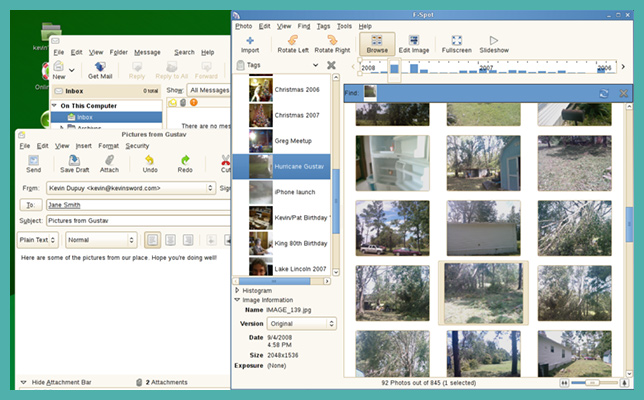 kevin
Onlin
File Edit View Folder Message Search Help
New Get Mail Reply Reply to All Forward
Inbox 0 total
Show: All Messages
On This Computer
Inbox
Archives
There are no mes
Pictures from Gustav
File Edit View Insert Format Security
Send Save Draft Attach Undo Redo Cu
From: Kevin Dupuy <kevin@kevinsword.com> Sign
To: Jane Smith
Subject: Pictures from Gustav
Plain Text Normal
Here are some of the pictures from our place. Hope you're doing well!
Hide Attachment Bar 2 Attachments
F-Spot
Photo Edit View Find Tags Tools Help
Import Rotate Left Rotate Right Browse Edit Image Fullscreen Slideshow
Tags
2008 2007 2006
Find:
Christmas 2006
Christmas 2007
Greg Meetup
Hurricane Gustav
iPhone launch
Kevin/Pat Birthday
King 80th Birthday
Lake Lincoln 2007
Histogram
Image Information
Name IMAGE_139.jpg
Version Original
Date 9/4/2008
4:58 PM
Size 2048x1536
Exposure (None)
92 Photos out of 845 (1 selected)